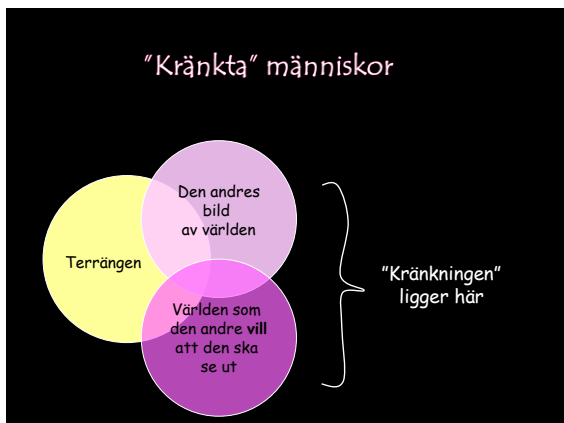 "Kränkta" människor
Den andres
bild
av världen
Terrängen
"Kränkningen"
ligger här
Världen som
den andre vill
att den ska
se ut